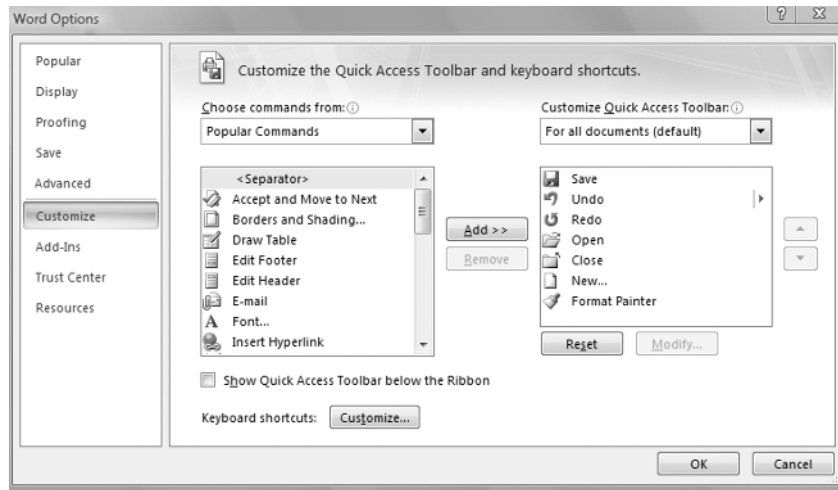 Word Options
Popular
Display
Proofing
Save
Advanced
Customize
Add-Ins
Trust Center
Resources
Customize the Quick Access Toolbar and keyboard shortcuts.
Choose commands from:
Popular Commands
<Separator>
Accept and Move to Next
Borders and Shading...
Draw Table
Edit Footer
Edit Header
E-mail
Font...
Insert Hyperlink
Add >>
Remove
Customize Quick Access Toolbar:
For all documents (default)
Save
Undo
Redo
Open
Close
New...
Format Painter
Reset
Modify...
Show Quick Access Toolbar below the Ribbon
Keyboard shortcuts: Customize...
OK
Cancel